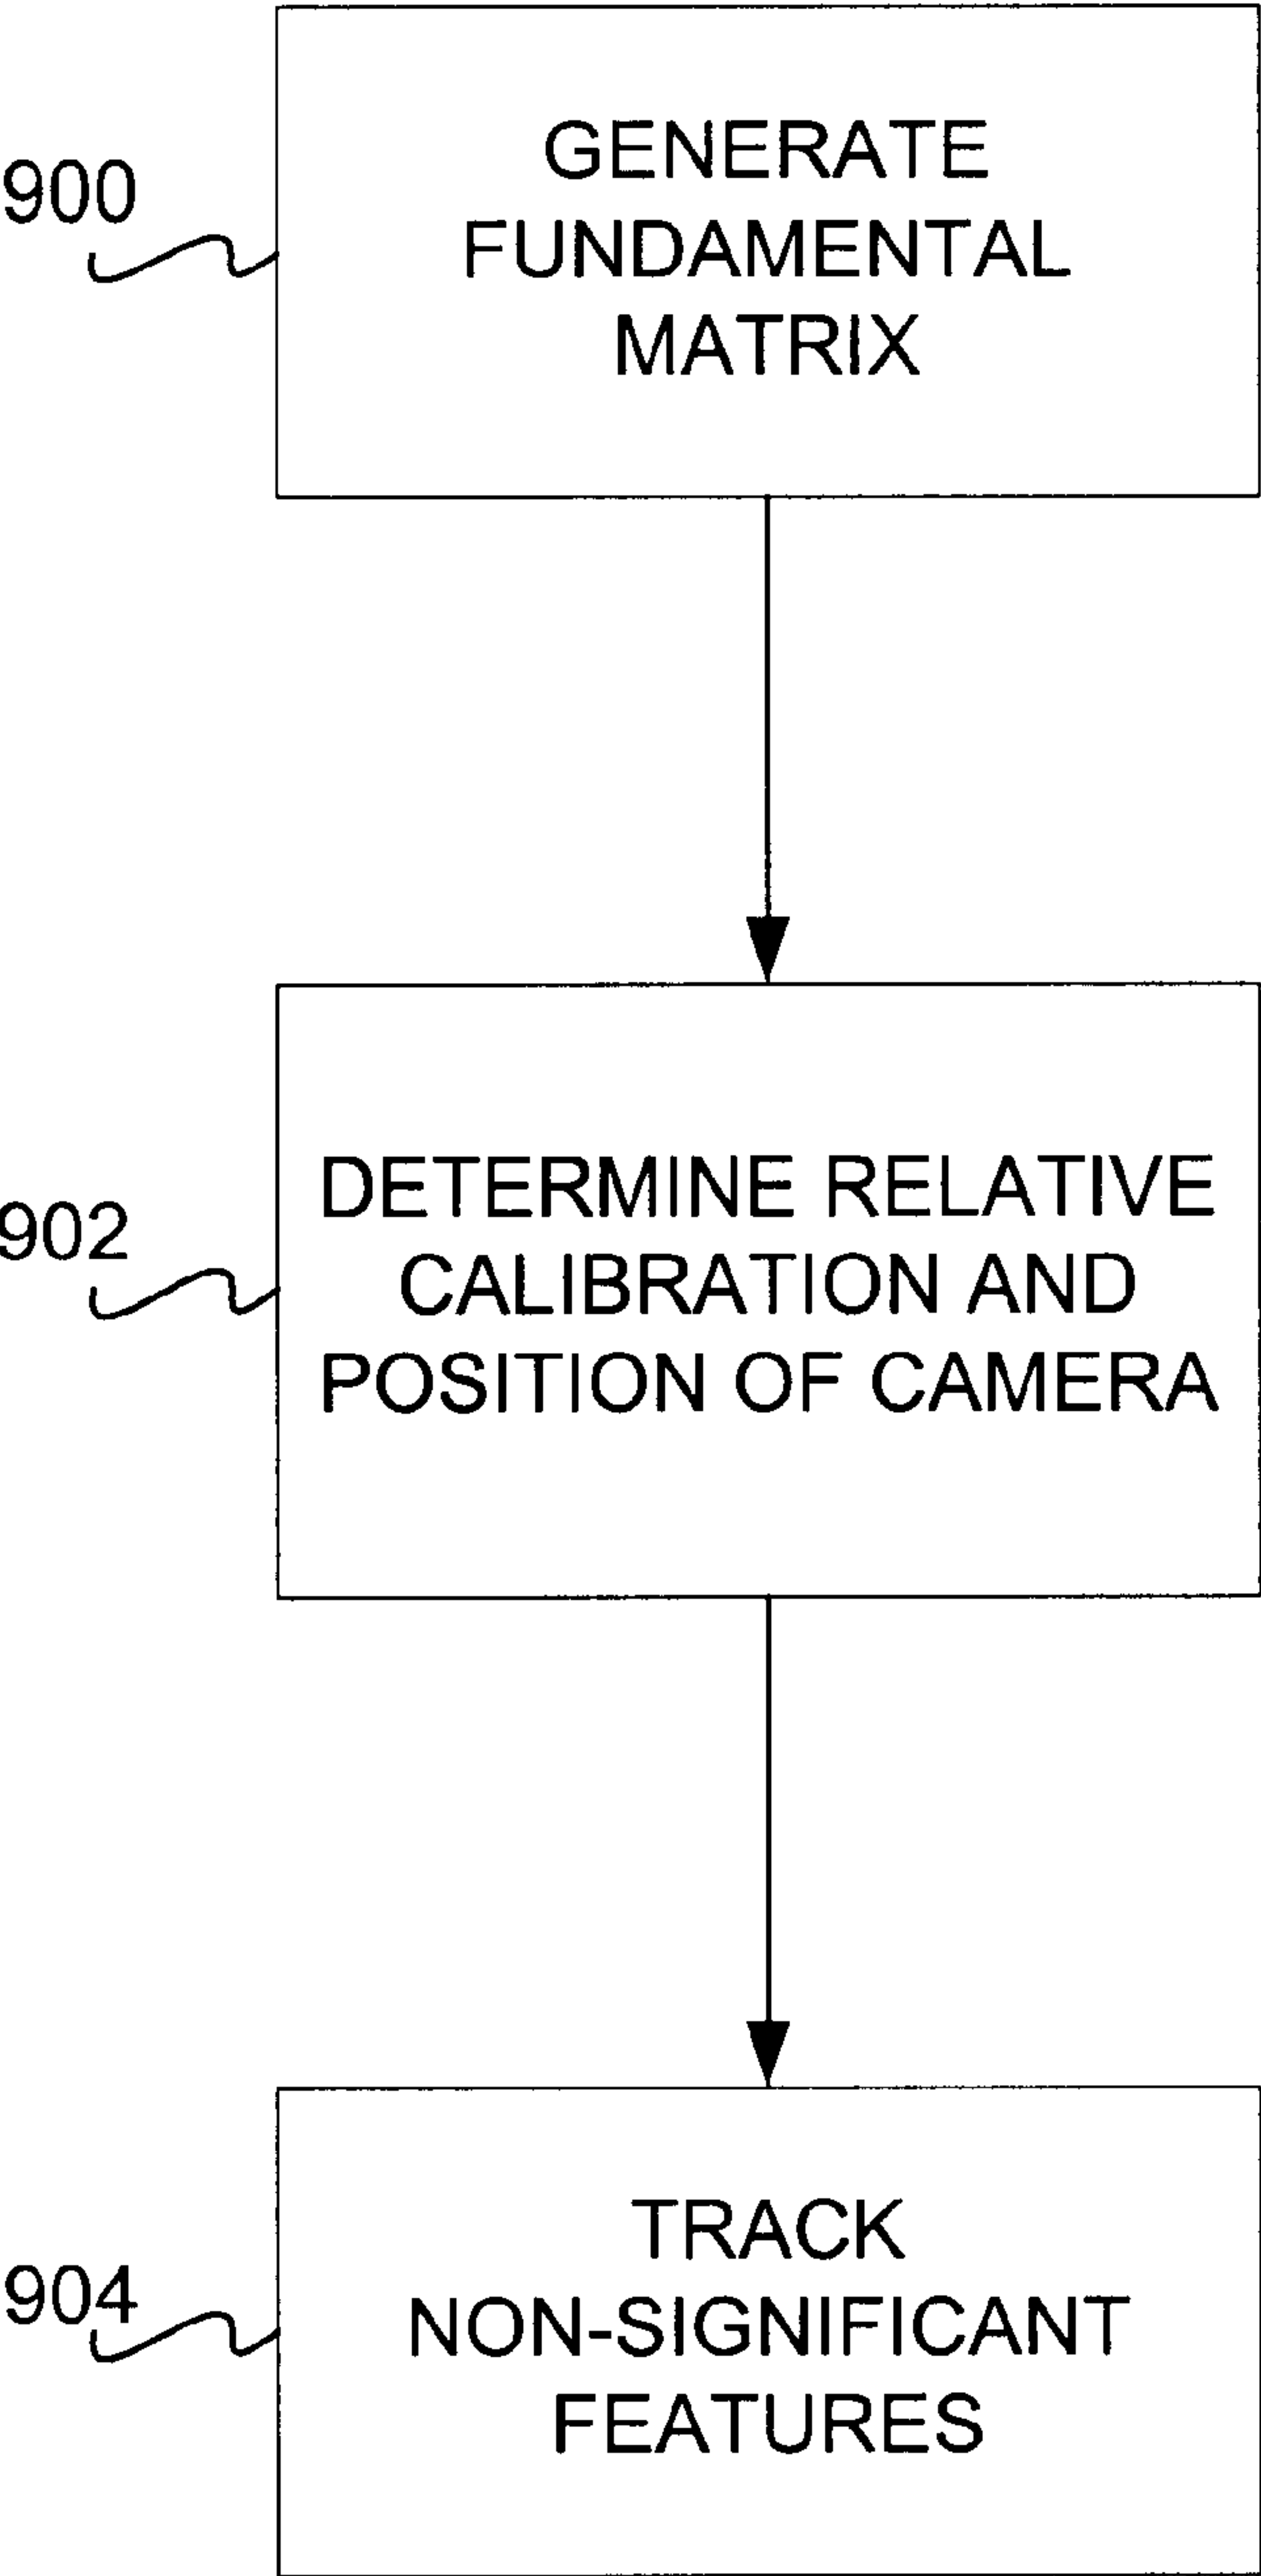 900
GENERATE
FUNDAMENTAL
MATRIX
902
DETERMINE RELATIVE
CALIBRATION AND
POSITION OF CAMERA
904
TRACK
NON-SIGNIFICANT
FEATURES